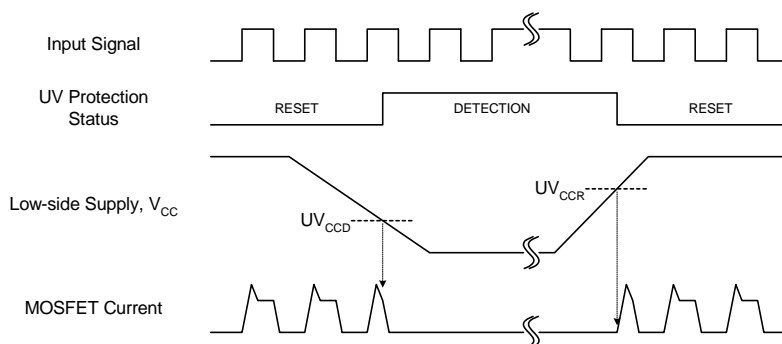 Input Signal
UV Protection
Status
RESET
DETECTION
RESET
Low-side Supply, VCC
UVCCD
UVCCR
MOSFET Current